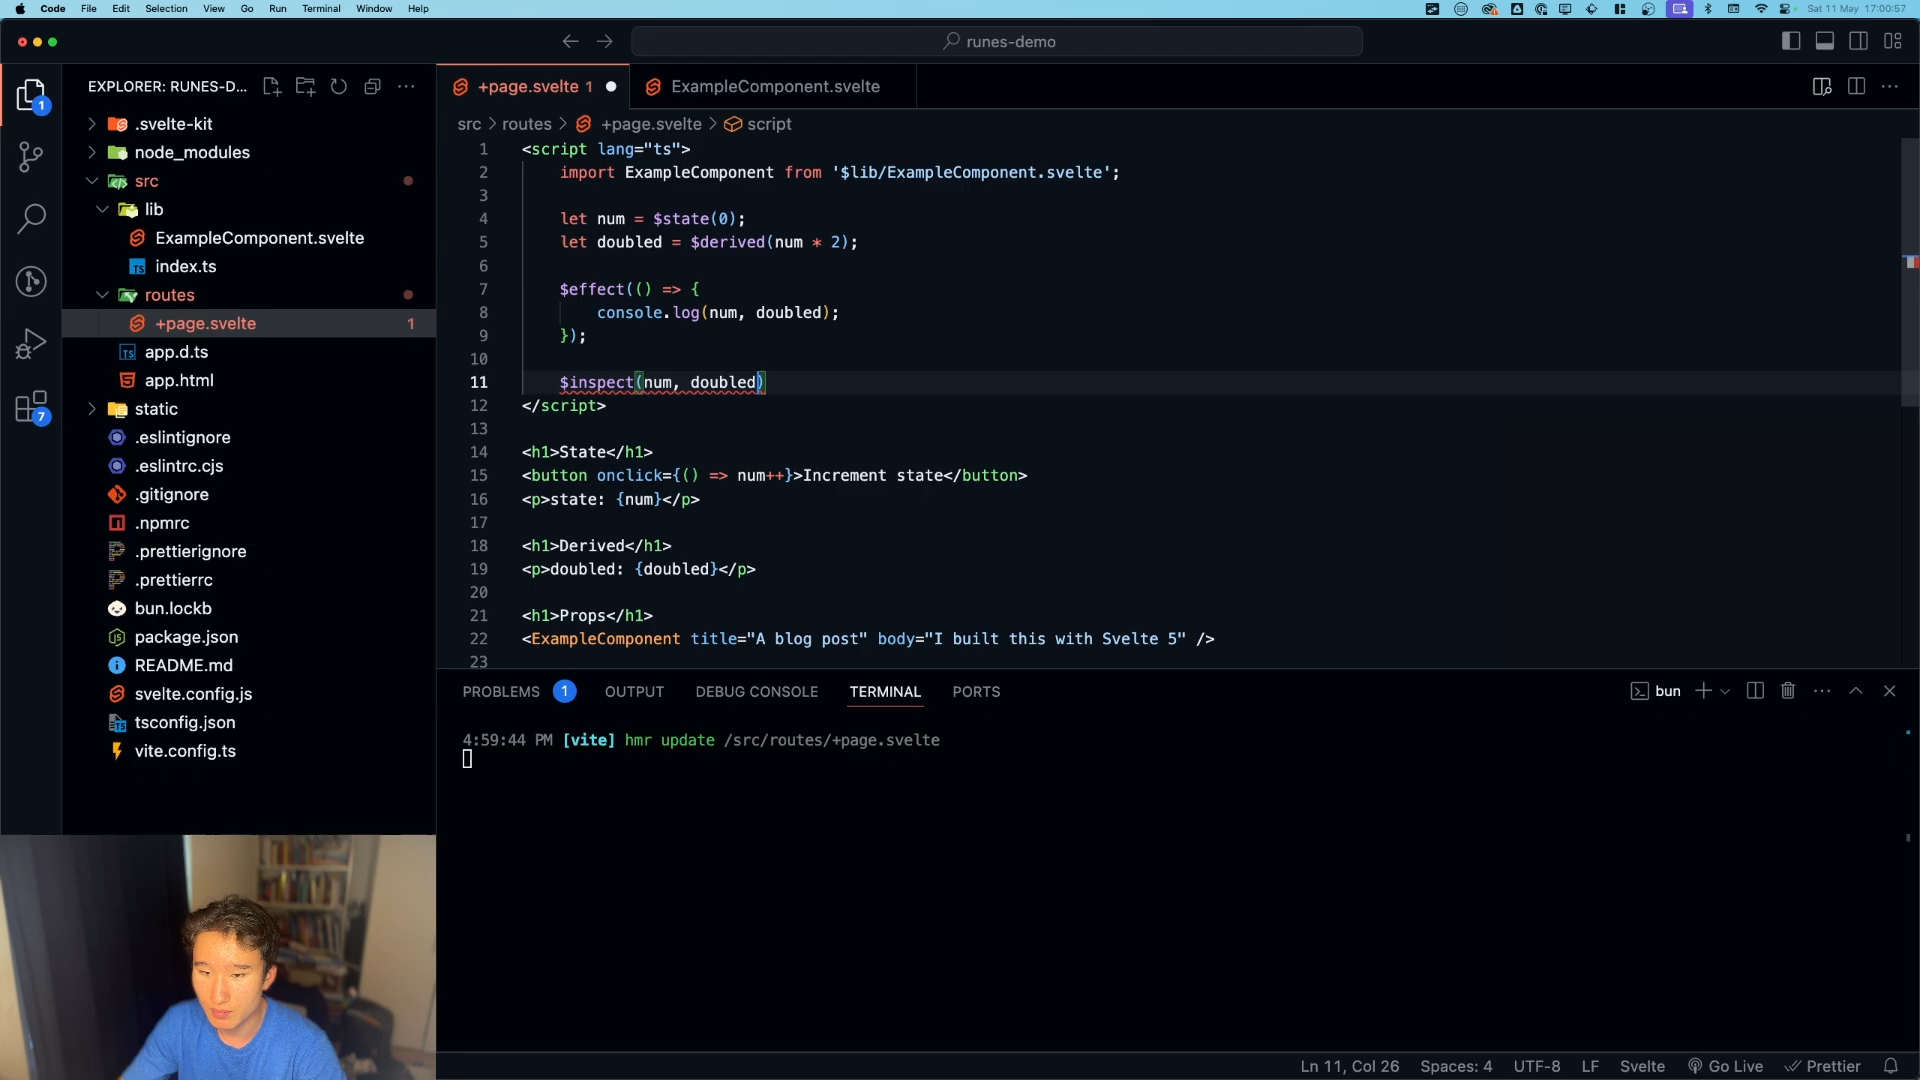 Code File Edit Selection View Go Run Terminal Window Help
Sat 11 May 17:00:57
runes-demo
EXPLORER: RUNES-D...
.svelte-kit
node_modules
src
lib
ExampleComponent.svelte
index.ts
routes
+page.svelte 1
app.d.ts
app.html
static
.eslintignore
.eslintrc.cjs
.gitignore
.npmrc
.prettierignore
.prettierrc
bun.lockb
package.json
README.md
svelte.config.js
tsconfig.json
vite.config.ts
1
7
+page.svelte 1
ExampleComponent.svelte
src > routes > +page.svelte > script
1 <script lang="ts">
2 import ExampleComponent from '$lib/ExampleComponent.svelte';
3
4 let num = $state(0);
5 let doubled = $derived(num * 2);
6
7 $effect(() => {
8 console.log(num, doubled);
9 });
10
11 $inspect(num, doubled)
12 </script>
13
14 <h1>State</h1>
15 <button onclick={() => num++}>Increment state</button>
16 <p>state: {num}</p>
17
18 <h1>Derived</h1>
19 <p>doubled: {doubled}</p>
20
21 <h1>Props</h1>
22 <ExampleComponent title="A blog post" body="I built this with Svelte 5" />
23
PROBLEMS 1 OUTPUT DEBUG CONSOLE TERMINAL PORTS
bun
4:59:44 PM [vite] hmr update /src/routes/+page.svelte
Ln 11, Col 26 Spaces: 4 UTF-8 LF Svelte Go Live Prettier